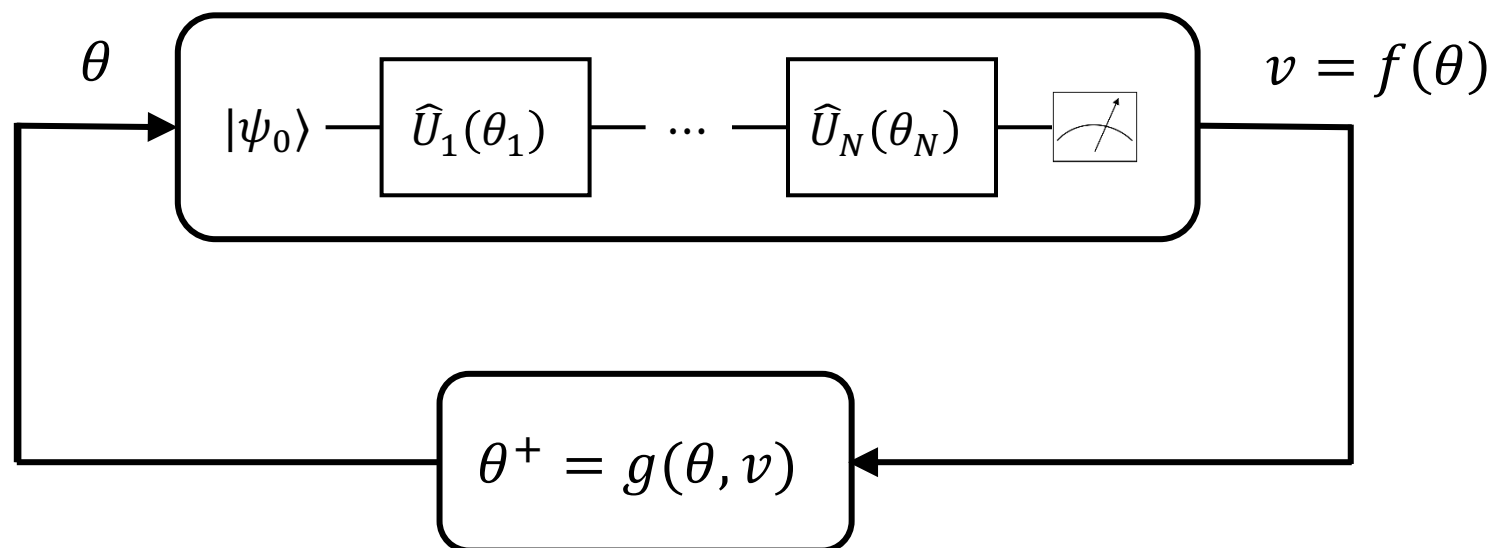 θ
v = f(θ)
|ψ₀⟩ Û₁(θ₁) ⋯ Û_N(θ_N)
θ⁺ = g(θ, v)